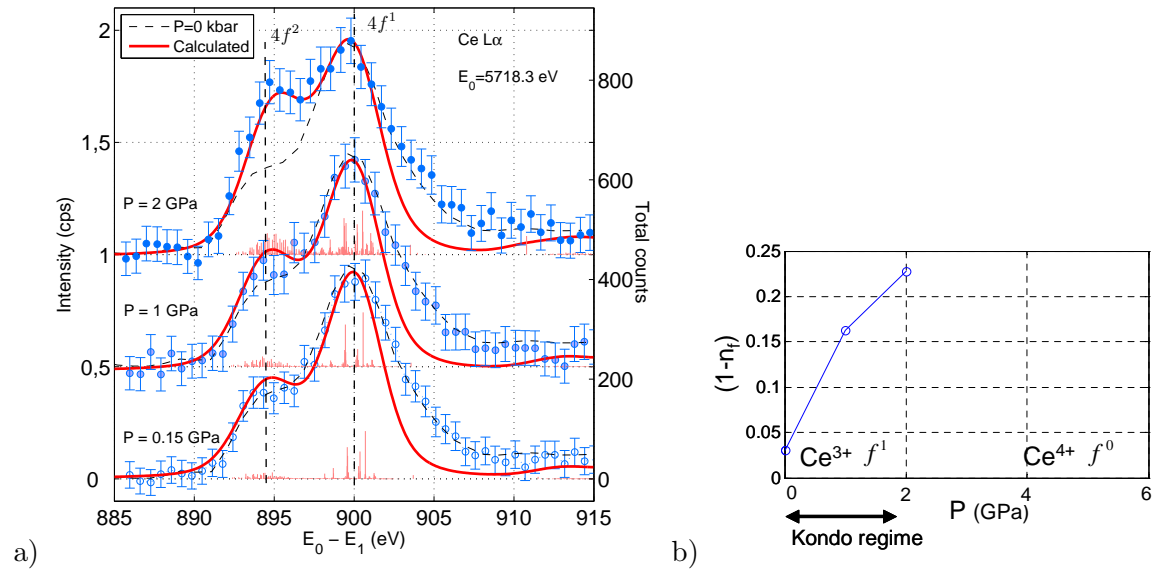 P=0 kbar
Calculated
4f²
4f¹
Ce Lα
E₀=5718.3 eV
P = 2 GPa
P = 1 GPa
P = 0.15 GPa
2
1.5
1
0.5
0
Intensity (cps)
800
600
400
200
0
Total counts
885 890 895 900 905 910 915
E₀ − E₁ (eV)
a)
0.25
0.2
0.15
0.1
0.05
0
(1-n_f)
Ce³⁺ f¹
Ce⁴⁺ f⁰
0 2 4 6
P (GPa)
Kondo regime
b)